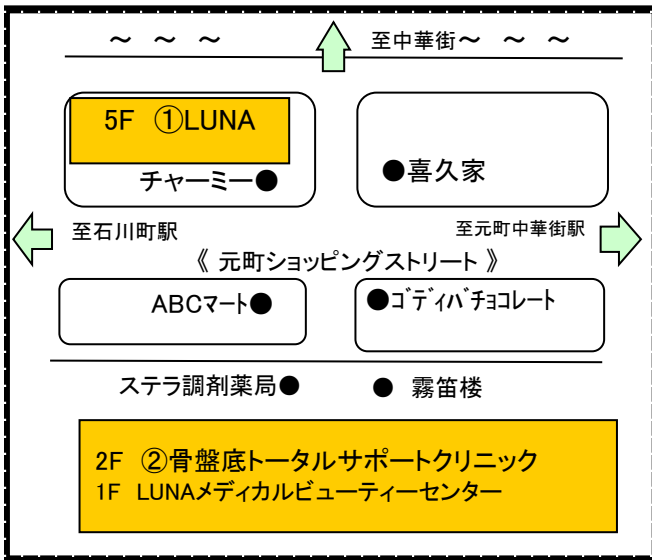 ～ ～ ～ 至中華街～ ～ ～
5F ①LUNA
チャーミー●
●喜久家
至石川町駅
至元町中華街駅
《 元町ショッピングストリート 》
ABCマート●
●ゴディバチョコレート
ステラ調剤薬局●
● 霧笛楼
2F ②骨盤底トータルサポートクリニック
1F LUNAメディカルビューティーセンター